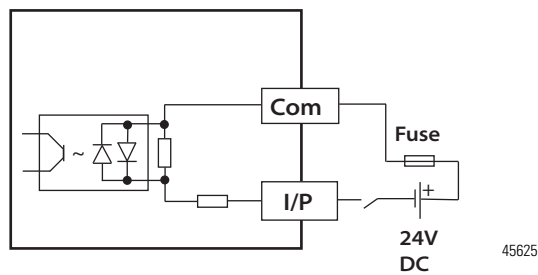 Com
Fuse
~
I/P
+
24V
DC
45625